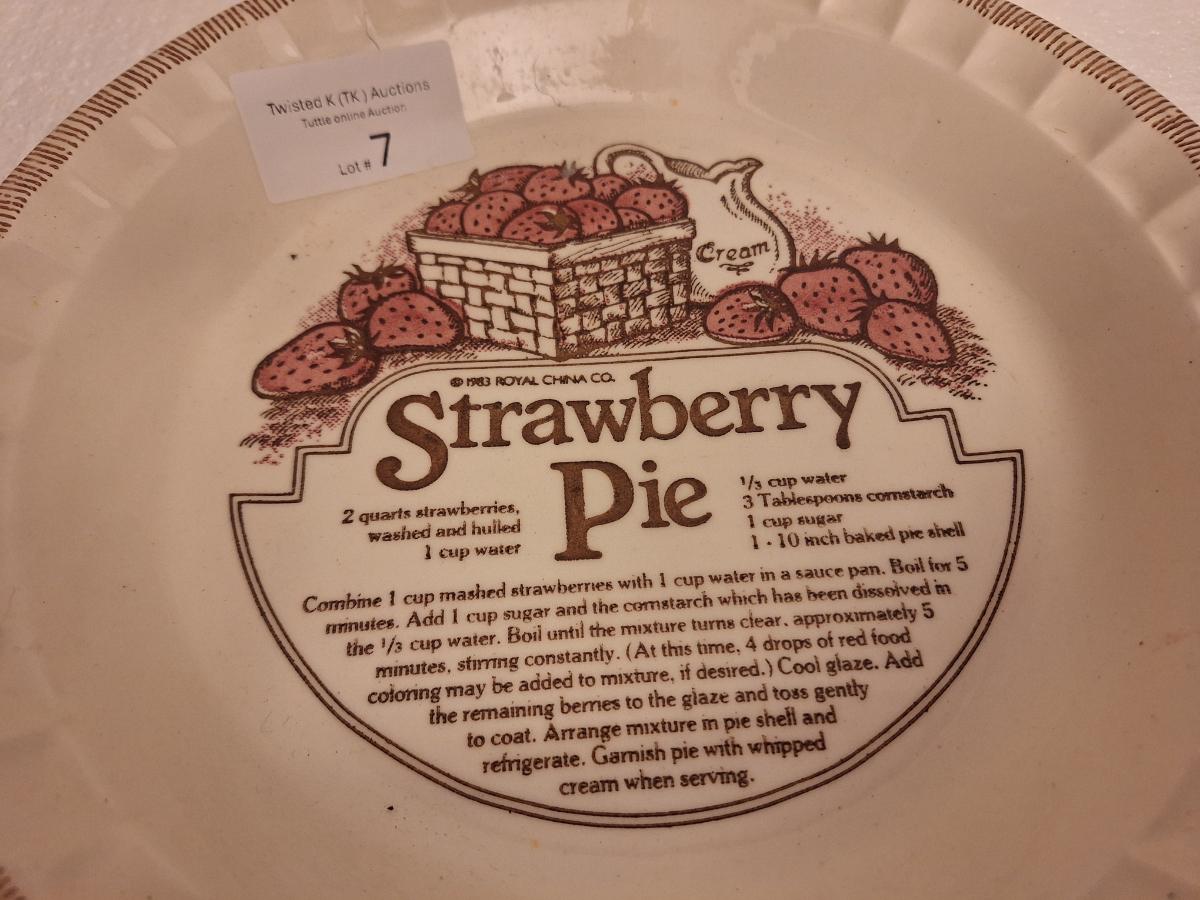 Twisted K (TK) Auctions
Tuttle online Auction
Lot # 7
Cream
© 1983 ROYAL CHINA CO.
Strawberry
Pie
2 quarts strawberries,
washed and hulled
1 cup water
1/3 cup water
3 Tablespoons cornstarch
1 cup sugar
1 - 10 inch baked pie shell
Combine 1 cup mashed strawberries with 1 cup water in a sauce pan. Boil for 5
minutes. Add 1 cup sugar and the cornstarch which has been dissolved in
the 1/3 cup water. Boil until the mixture turns clear, approximately 5
minutes, stirring constantly. (At this time, 4 drops of red food
coloring may be added to mixture, if desired.) Cool glaze. Add
the remaining berries to the glaze and toss gently
to coat. Arrange mixture in pie shell and
refrigerate. Garnish pie with whipped
cream when serving.